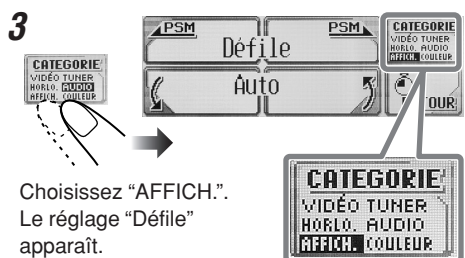 3
CATEGORIE
VIDÉO TUNER
HORLO. AUDIO
AFFICH. COULEUR
PSM
PSM
Défile
Auto
CATEGORIE
VIDÉO TUNER
HORLO. AUDIO
AFFICH. COULEUR
TOUR
Choisissez “AFFICH.”.
Le réglage “Défile”
apparaît.
CATEGORIE
VIDÉO TUNER
HORLO. AUDIO
AFFICH. COULEUR